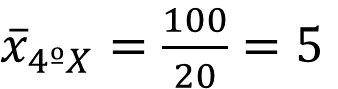 x̄₄ºX = 100/20 = 5